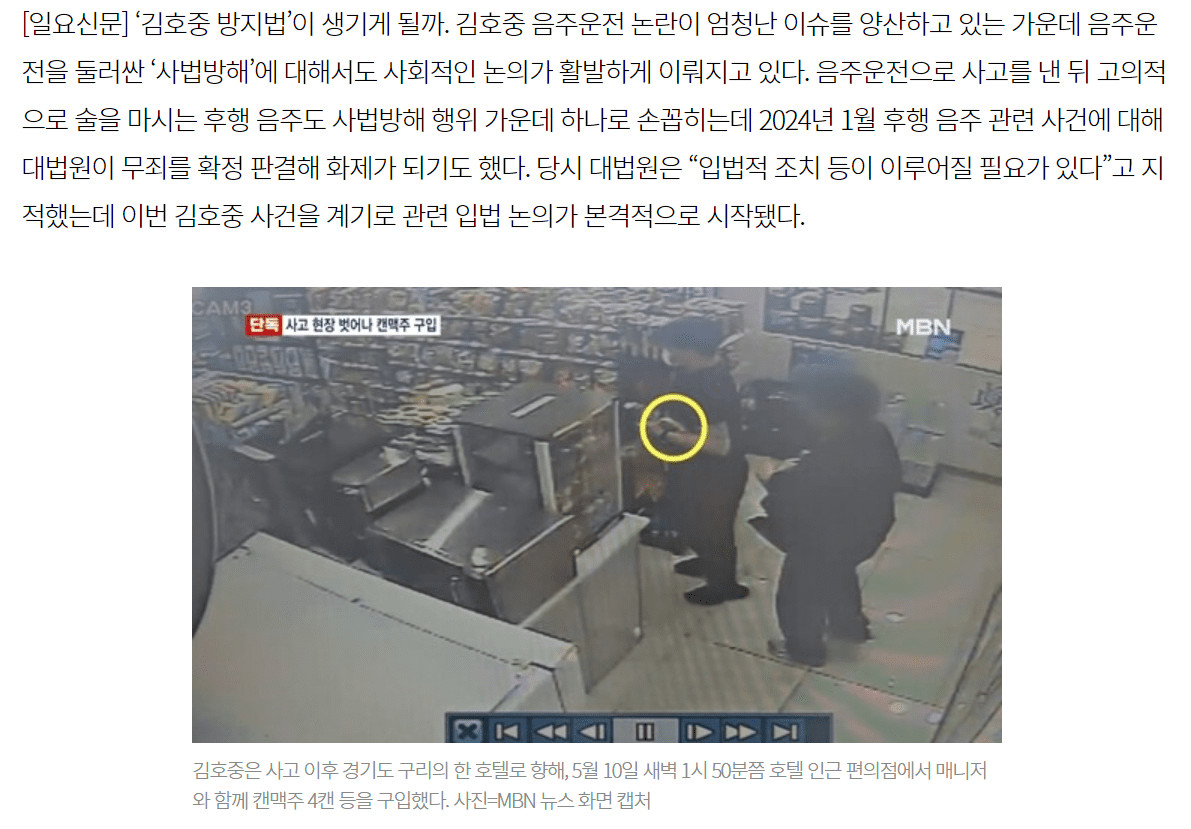 [일요신문] ‘김호중 방지법’이 생기게 될까. 김호중 음주운전 논란이 엄청난 이슈를 양산하고 있는 가운데 음주운
전을 둘러싼 ‘사법방해’에 대해서도 사회적인 논의가 활발하게 이뤄지고 있다. 음주운전으로 사고를 낸 뒤 고의적
으로 술을 마시는 후행 음주도 사법방해 행위 가운데 하나로 손꼽히는데 2024년 1월 후행 음주 관련 사건에 대해
대법원이 무죄를 확정 판결해 화제가 되기도 했다. 당시 대법원은 “입법적 조치 등이 이루어질 필요가 있다”고 지
적했는데 이번 김호중 사건을 계기로 관련 입법 논의가 본격적으로 시작됐다.
CAM3
단독 사고 현장 벗어나 캔맥주 구입
MBN
김호중은 사고 이후 경기도 구리의 한 호텔로 향해, 5월 10일 새벽 1시 50분쯤 호텔 인근 편의점에서 매니저
와 함께 캔맥주 4캔 등을 구입했다. 사진=MBN 뉴스 화면 캡처